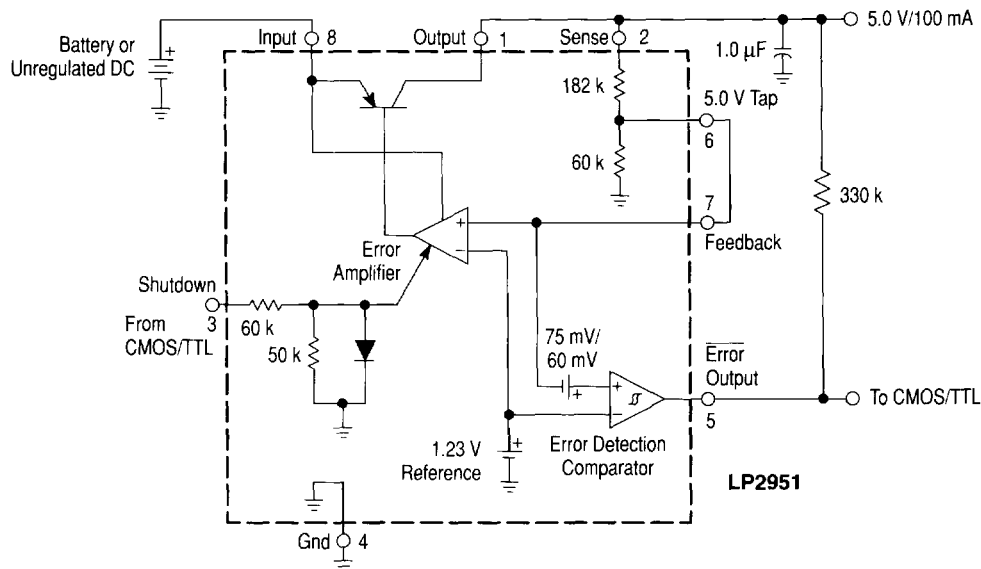 5.0 V/100 mA
Battery or
Unregulated DC
+
Input 8
Output 1
Sense 2
1.0 µF
182 k
5.0 V Tap
6
60 k
330 k
7
Feedback
+
−
Error
Amplifier
Shutdown
3
From
CMOS/TTL
60 k
50 k
75 mV/
60 mV
+
+
−
Error
Output
5
To CMOS/TTL
1.23 V
Reference
+
Error Detection
Comparator
LP2951
Gnd 4